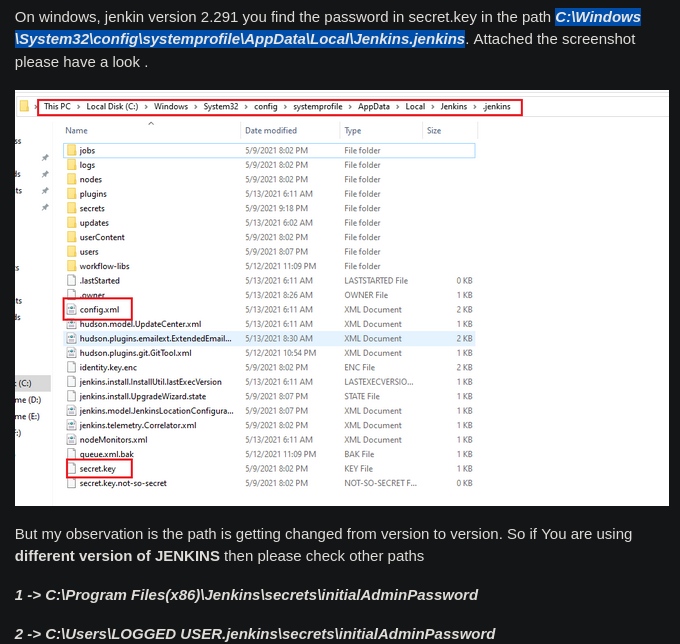 On windows, jenkin version 2.291 you find the password in secret.key in the path C:\Windows
\System32\config\systemprofile\AppData\Local\Jenkins.jenkins. Attached the screenshot
please have a look .
This PC > Local Disk (C:) > Windows > System32 > config > systemprofile > AppData > Local > Jenkins > .jenkins
Name Date modified Type Size
jobs 5/9/2021 8:02 PM File folder
logs 5/9/2021 8:02 PM File folder
nodes 5/9/2021 8:02 PM File folder
plugins 5/13/2021 6:11 AM File folder
secrets 5/9/2021 9:18 PM File folder
updates 5/13/2021 6:02 AM File folder
userContent 5/9/2021 8:02 PM File folder
users 5/9/2021 8:07 PM File folder
workflow-libs 5/12/2021 11:09 PM File folder
.lastStarted 5/13/2021 6:11 AM LASTSTARTED File 0 KB
.owner 5/13/2021 8:26 AM OWNER File 1 KB
config.xml 5/13/2021 6:11 AM XML Document 2 KB
hudson.model.UpdateCenter.xml 5/13/2021 6:11 AM XML Document 1 KB
hudson.plugins.emailext.ExtendedEmail... 5/13/2021 8:30 AM XML Document 2 KB
hudson.plugins.git.GitTool.xml 5/12/2021 10:54 PM XML Document 1 KB
identity.key.enc 5/9/2021 8:02 PM ENC File 2 KB
jenkins.install.InstallUtil.lastExecVersion 5/13/2021 6:11 AM LASTEXECVERSIO... 1 KB
jenkins.install.UpgradeWizard.state 5/9/2021 8:07 PM STATE File 1 KB
jenkins.model.JenkinsLocationConfigura... 5/9/2021 8:07 PM XML Document 1 KB
jenkins.telemetry.Correlator.xml 5/9/2021 8:02 PM XML Document 1 KB
nodeMonitors.xml 5/13/2021 6:11 AM XML Document 1 KB
queue.xml.bak 5/12/2021 11:09 PM BAK File 1 KB
secret.key 5/9/2021 8:02 PM KEY File 1 KB
secret.key.not-so-secret 5/9/2021 8:02 PM NOT-SO-SECRET F... 0 KB
(C:)
me (D:)
me (E:)
But my observation is the path is getting changed from version to version. So if You are using
different version of JENKINS then please check other paths
1 -> C:\Program Files(x86)\Jenkins\secrets\initialAdminPassword
2 -> C:\Users\LOGGED USER.jenkins\secrets\initialAdminPassword